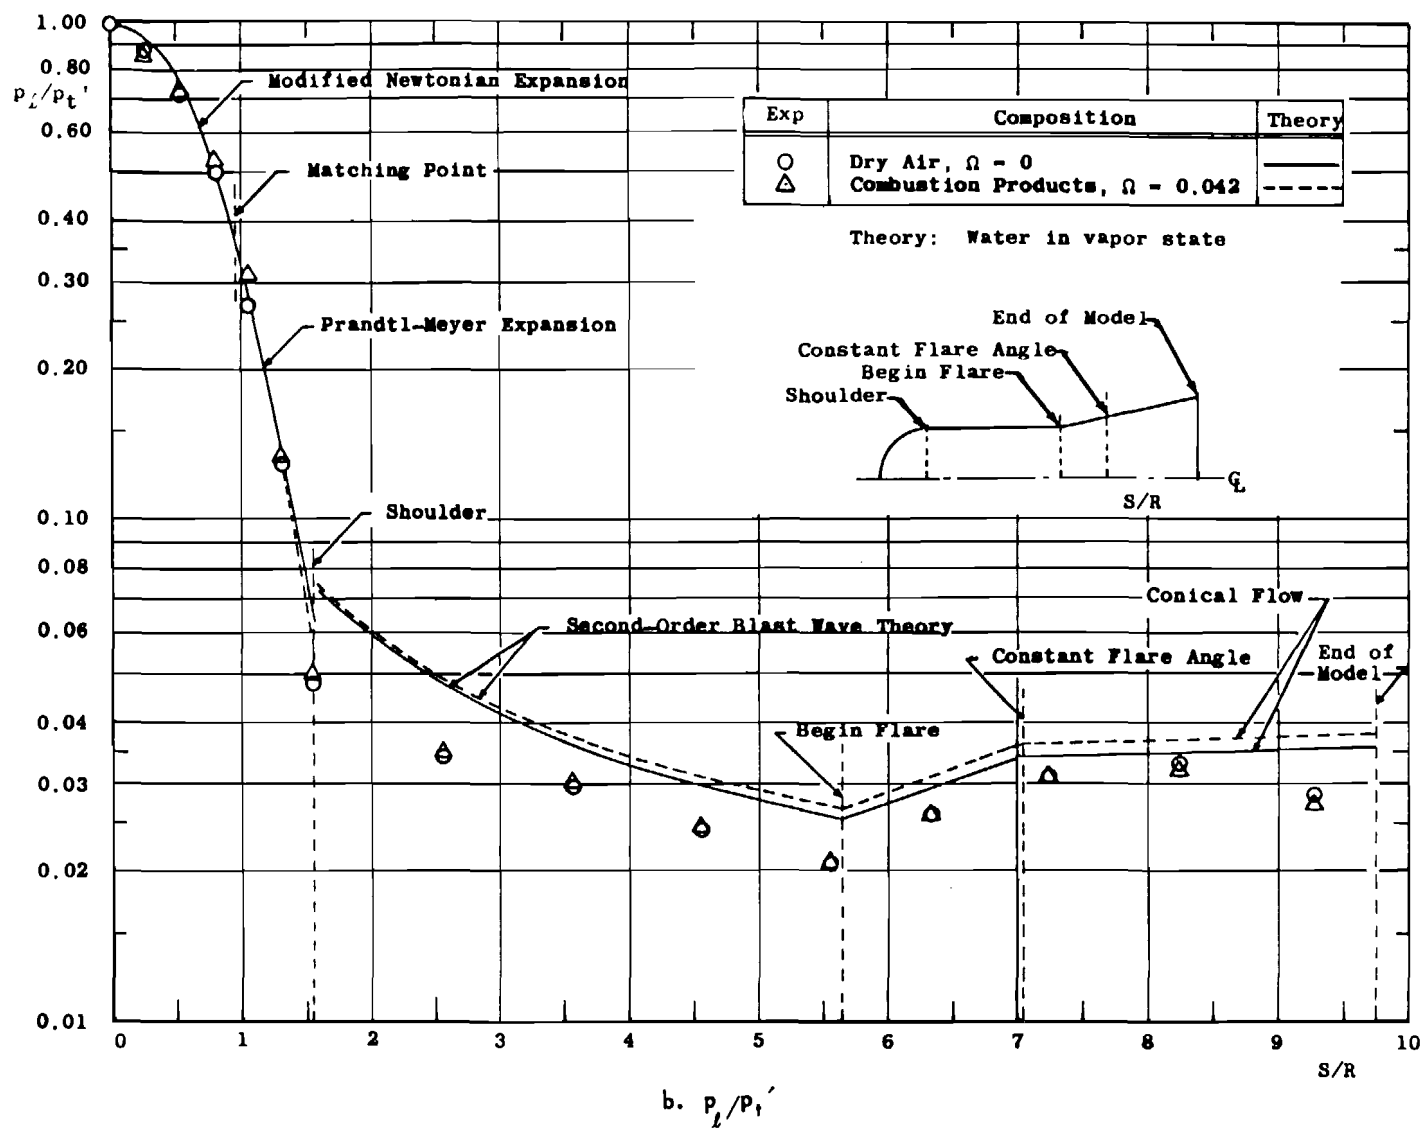 1.00
0.80
p_ℓ/p_t'
0.60
0.40
0.30
0.20
0.10
0.08
0.06
0.04
0.03
0.02
0.01
Modified Newtonian Expansion
Matching Point
Prandtl-Meyer Expansion
Shoulder
Second-Order Blast Wave Theory
Begin Flare
Constant Flare Angle
Conical Flow
End of
Model
Exp Composition Theory
Dry Air, Ω = 0
Combustion Products, Ω = 0.042
Theory: Water in vapor state
End of Model
Constant Flare Angle
Begin Flare
Shoulder
℄
S/R
0 1 2 3 4 5 6 7 8 9 10
S/R
b. p_ℓ/p_t'